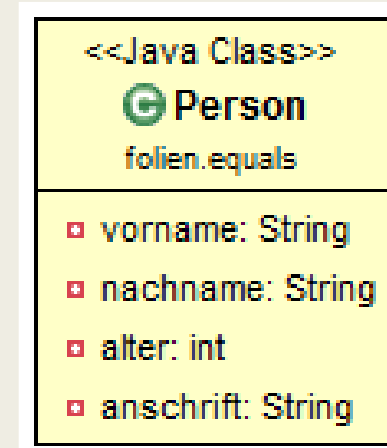 <<Java Class>>
C Person
folien.equals
vorname: String
nachname: String
alter: int
anschrift: String